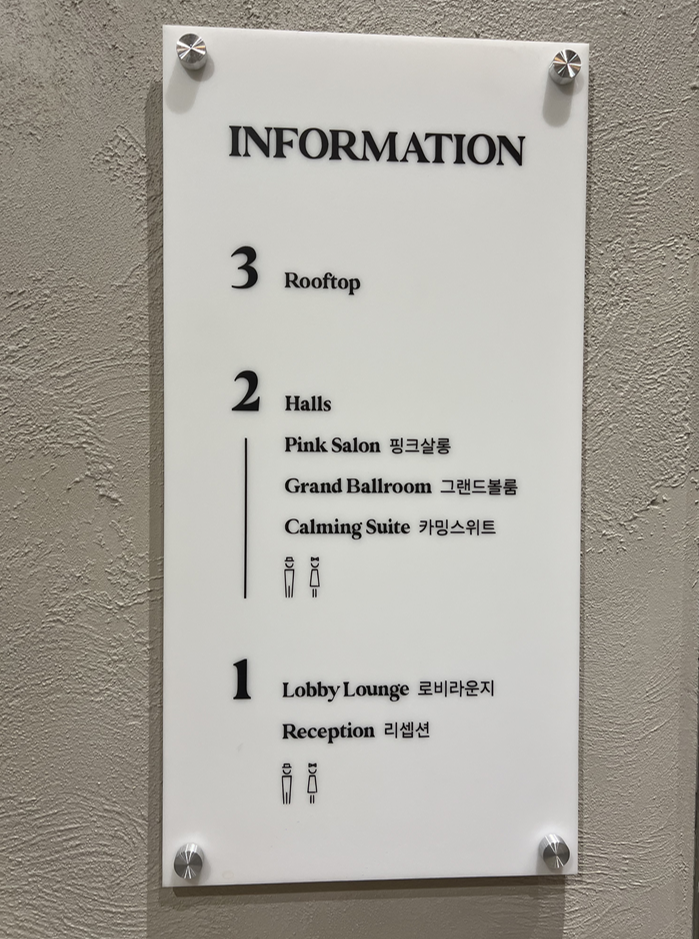 INFORMATION
3 Rooftop
2 Halls
Pink Salon 핑크살롱
Grand Ballroom 그랜드볼룸
Calming Suite 카밍스위트
1 Lobby Lounge 로비라운지
Reception 리셉션